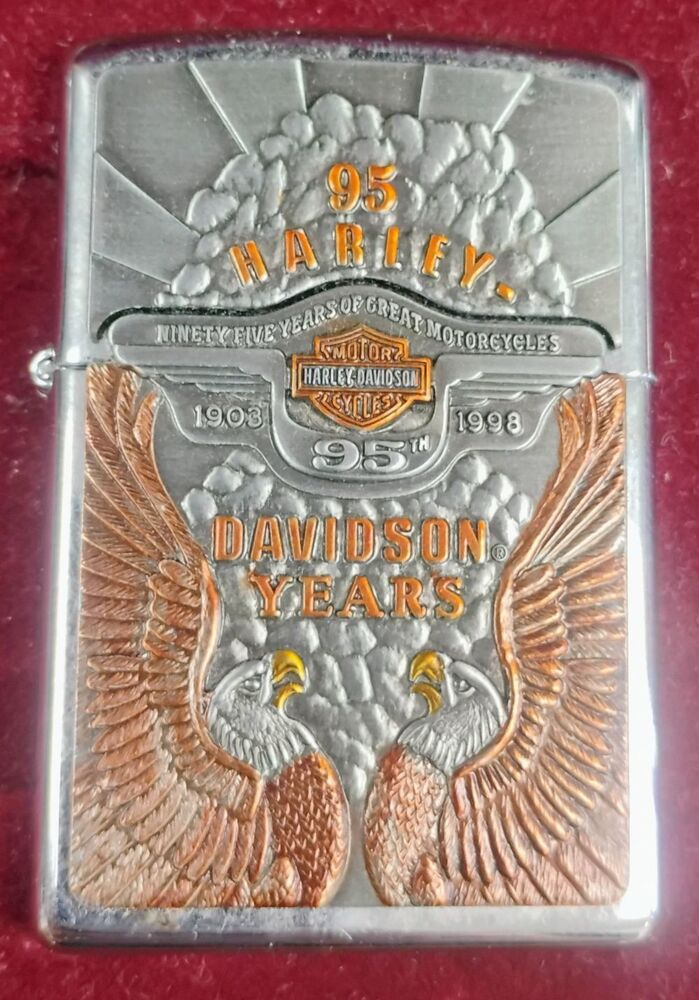 95
HARLEY-
NINETY FIVE YEARS OF GREAT MOTORCYCLES
MOTOR
HARLEY-DAVIDSON
CYCLES
1903 1998
95TH
DAVIDSON®
YEARS